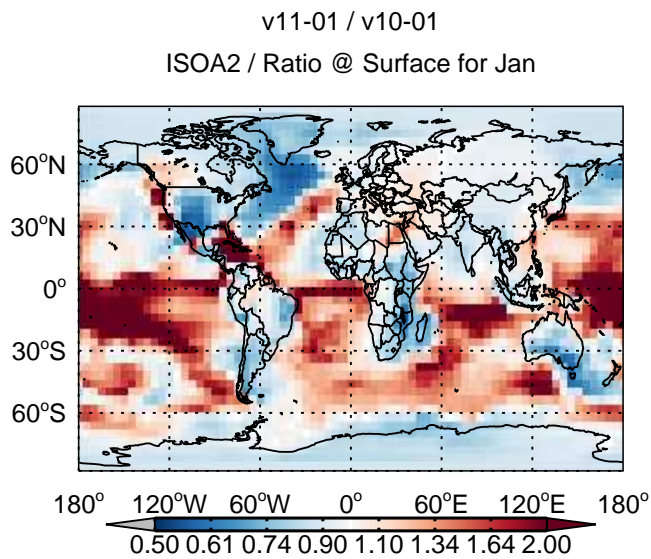 v11-01 / v10-01
ISOA2 / Ratio @ Surface for Jan
60°N
30°N
0°
30°S
60°S
180° 120°W 60°W 0° 60°E 120°E 180°
0.50 0.61 0.74 0.90 1.10 1.34 1.64 2.00